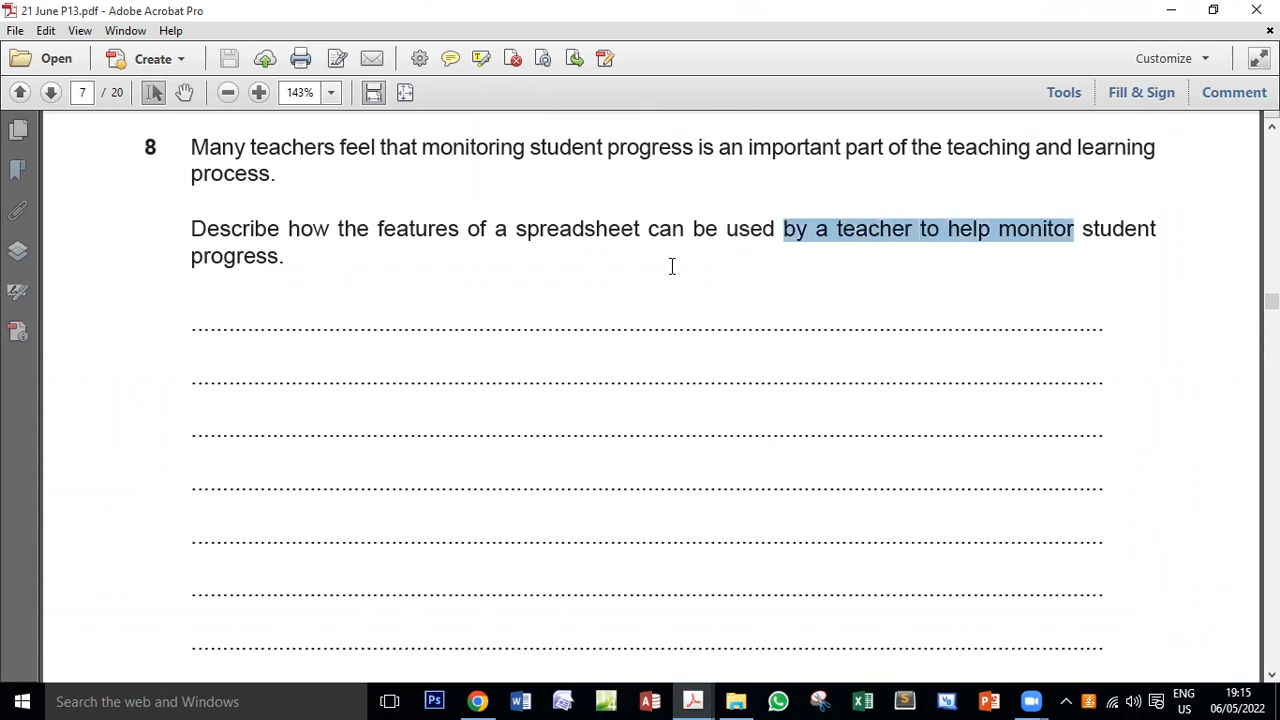 21 June P13.pdf - Adobe Acrobat Pro
File Edit View Window Help
Open Create Customize
7 / 20 143% Tools Fill & Sign Comment
8 Many teachers feel that monitoring student progress is an important part of the teaching and learning
process.
Describe how the features of a spreadsheet can be used by a teacher to help monitor student
progress.
Search the web and Windows
ENG 19:15
US 06/05/2022